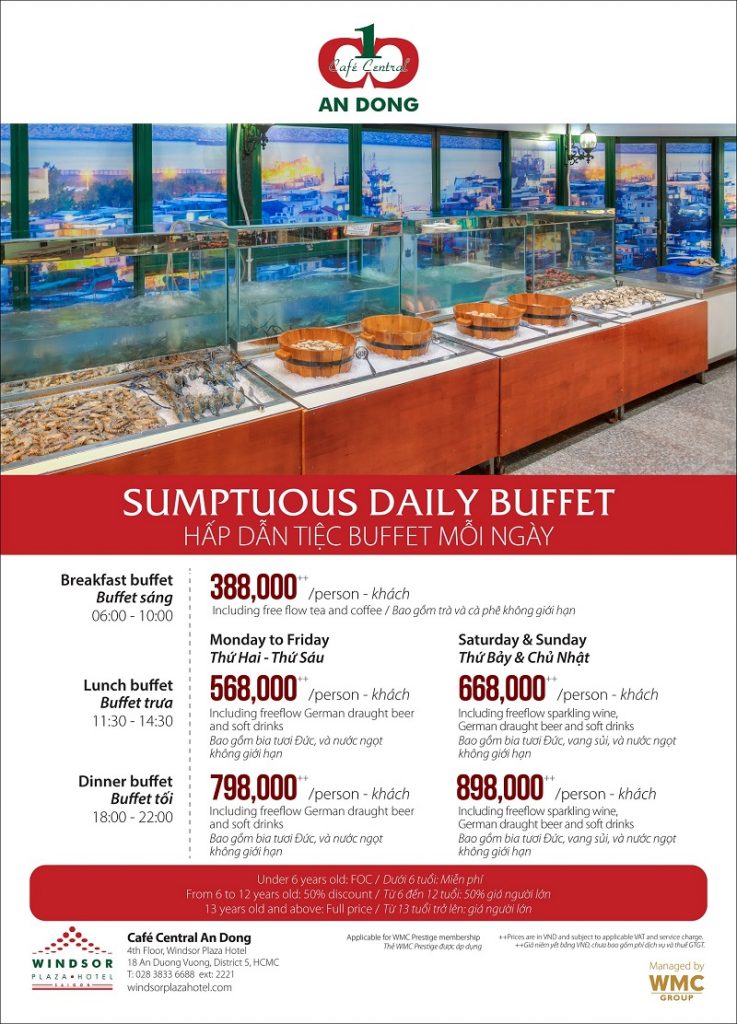 1
Café Central
AN DONG
SUMPTUOUS DAILY BUFFET
HẤP DẪN TIỆC BUFFET MỖI NGÀY
Breakfast buffet
Buffet sáng
06:00 - 10:00
388,000++ /person - khách
Including free flow tea and coffee / Bao gồm trà và cà phê không giới hạn
Monday to Friday
Thứ Hai - Thứ Sáu
Saturday & Sunday
Thứ Bảy & Chủ Nhật
Lunch buffet
Buffet trưa
11:30 - 14:30
568,000++ /person - khách
Including freeflow German draught beer
and soft drinks
Bao gồm bia tươi Đức, và nước ngọt
không giới hạn
668,000++ /person - khách
Including freeflow sparkling wine,
German draught beer and soft drinks
Bao gồm bia tươi Đức, vang sủi, và nước ngọt
không giới hạn
Dinner buffet
Buffet tối
18:00 - 22:00
798,000++ /person - khách
Including freeflow German draught beer
and soft drinks
Bao gồm bia tươi Đức, và nước ngọt
không giới hạn
898,000++ /person - khách
Including freeflow sparkling wine,
German draught beer and soft drinks
Bao gồm bia tươi Đức, vang sủi, và nước ngọt
không giới hạn
Under 6 years old: FOC / Dưới 6 tuổi: Miễn phí
From 6 to 12 years old: 50% discount / Từ 6 đến 12 tuổi: 50% giá người lớn
13 years old and above: Full price / Từ 13 tuổi trở lên: giá người lớn
WINDSOR
PLAZA HOTEL
SAIGON
Café Central An Dong
4th Floor, Windsor Plaza Hotel
18 An Duong Vuong, District 5, HCMC
T: 028 3833 6688 ext: 2221
windsorplazahotel.com
Applicable for WMC Prestige membership
Thẻ WMC Prestige được áp dụng
++Prices are in VND and subject to applicable VAT and service charge.
++Giá niêm yết bằng VND, chưa bao gồm phí dịch vụ và thuế GTGT.
Managed by
WMC
GROUP